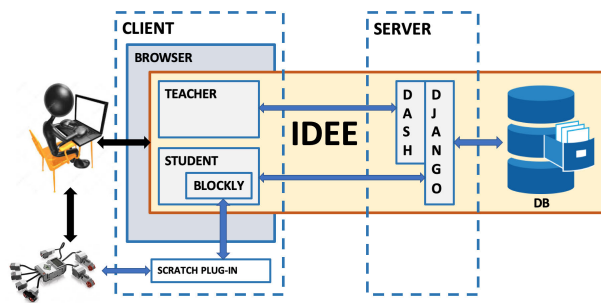 CLIENT
SERVER
BROWSER
TEACHER
STUDENT
BLOCKLY
IDEE
DASH
DJANGO
DB
SCRATCH PLUG-IN